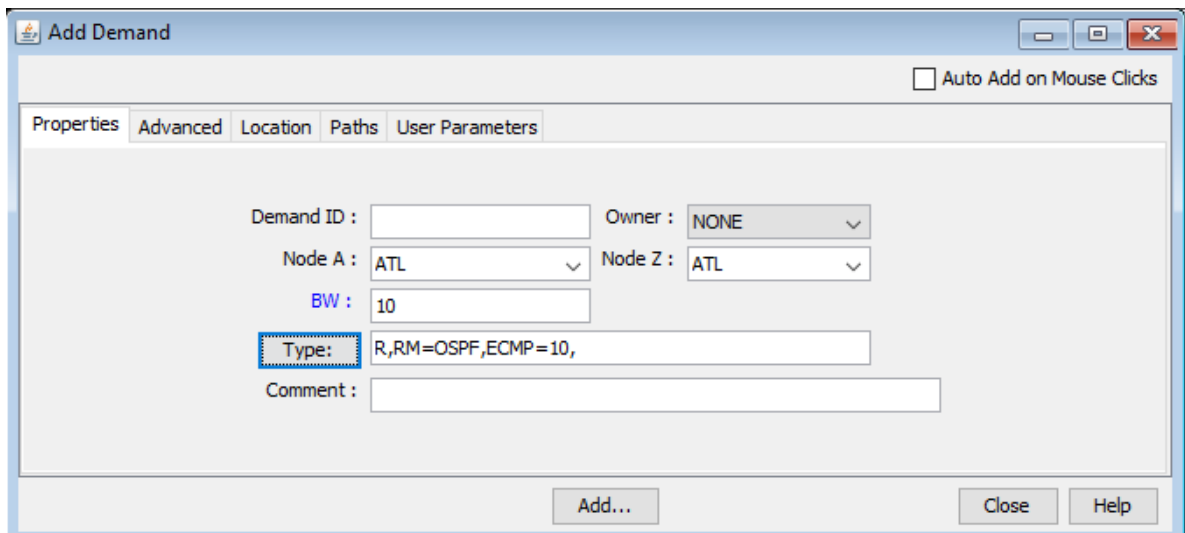 Add Demand
Auto Add on Mouse Clicks
Properties Advanced Location Paths User Parameters
Demand ID : Owner : NONE
Node A : ATL Node Z : ATL
BW : 10
Type: R,RM=OSPF,ECMP=10,
Comment :
Add... Close Help